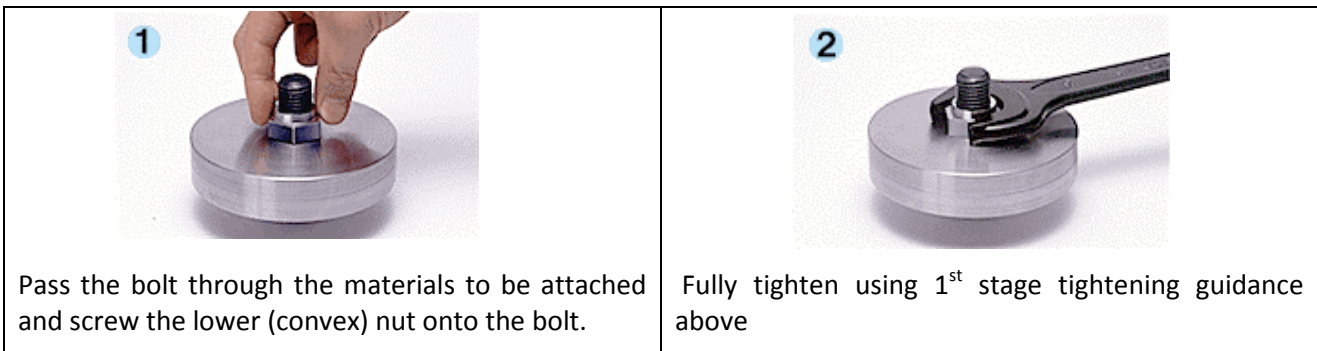 1
Pass the bolt through the materials to be attached
and screw the lower (convex) nut onto the bolt.
2
Fully tighten using 1st stage tightening guidance
above